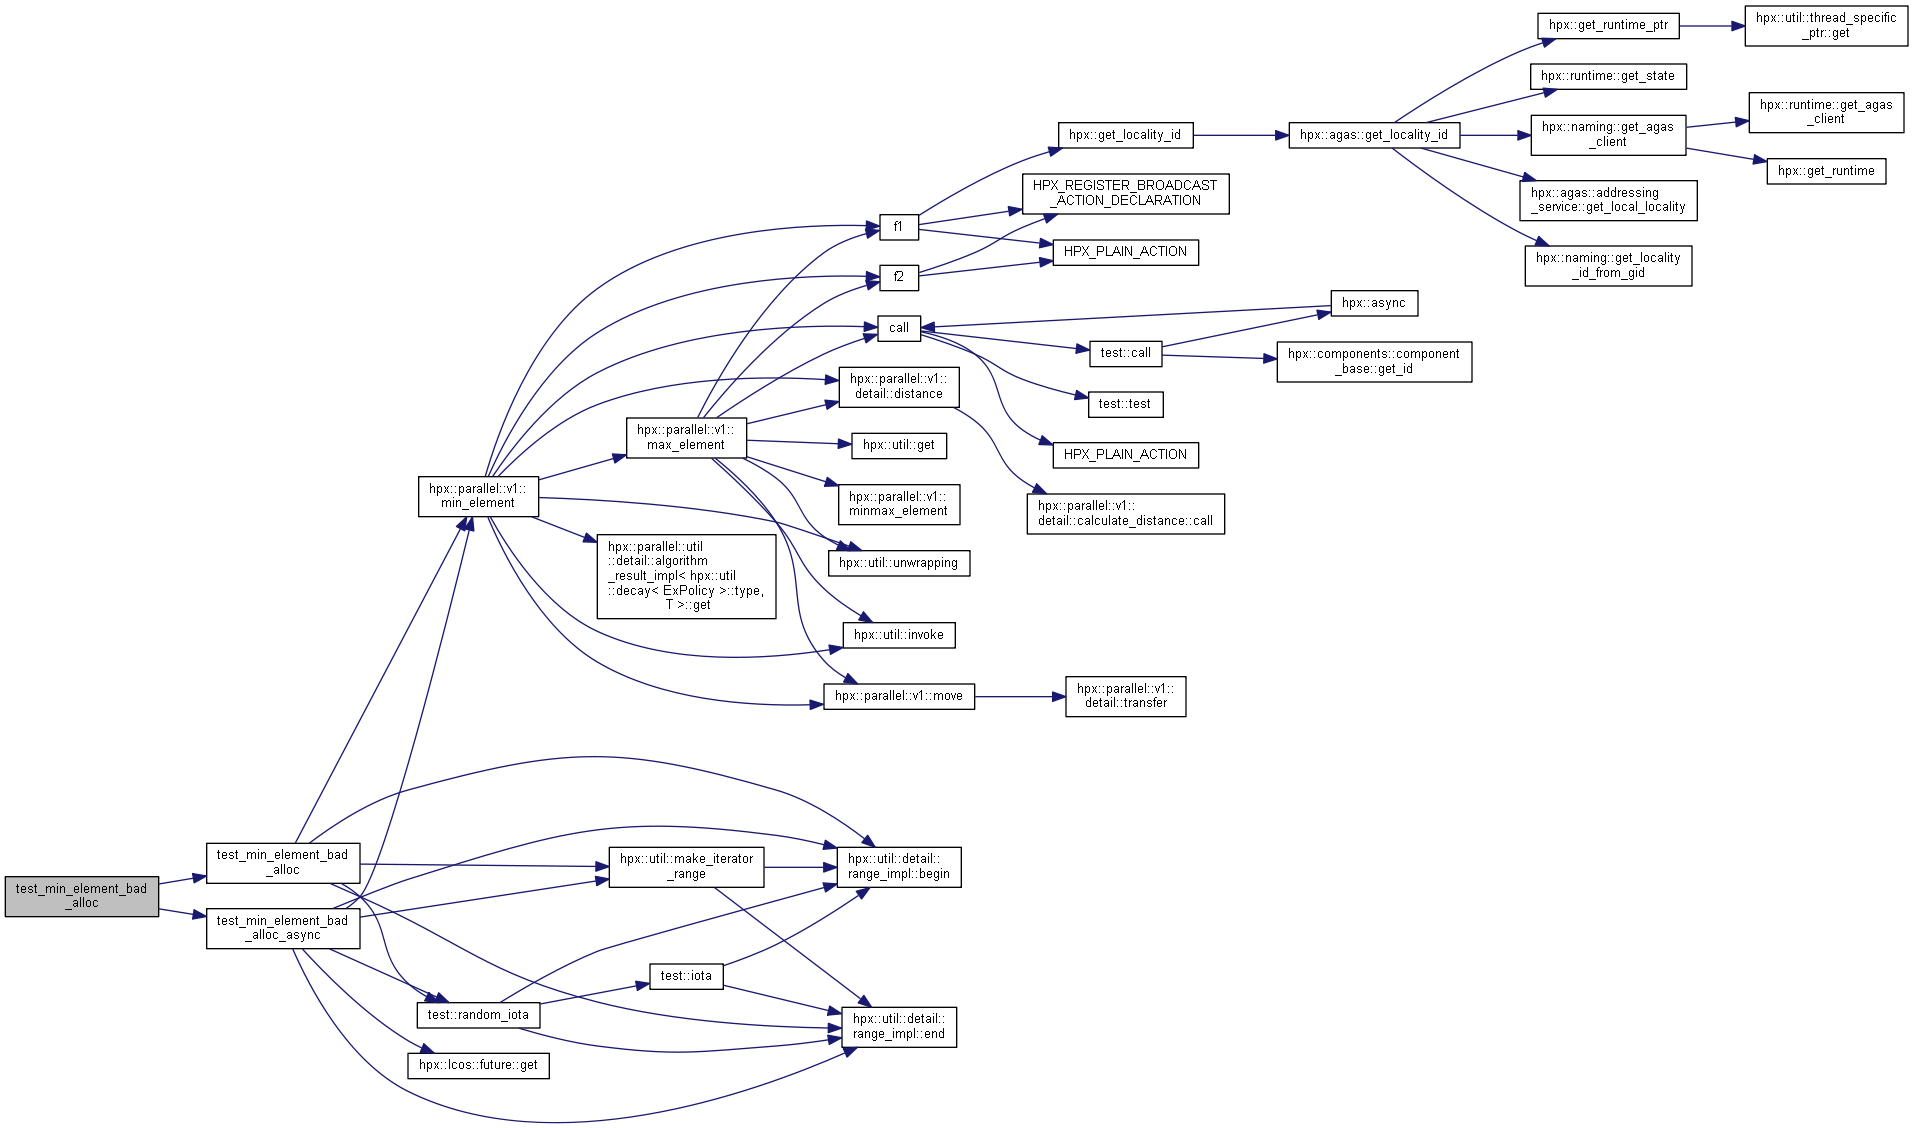 hpx::get_runtime_ptr
hpx::util::thread_specific
_ptr::get
hpx::runtime::get_state
hpx::runtime::get_agas
_client
hpx::get_locality_id
hpx::agas::get_locality_id
hpx::naming::get_agas
_client
hpx::get_runtime
HPX_REGISTER_BROADCAST
_ACTION_DECLARATION
hpx::agas::addressing
_service::get_local_locality
f1
HPX_PLAIN_ACTION
hpx::naming::get_locality
_id_from_gid
f2
hpx::async
call
test::call
hpx::components::component
_base::get_id
hpx::parallel::v1::
detail::distance
test::test
hpx::parallel::v1::
max_element
hpx::util::get
HPX_PLAIN_ACTION
hpx::parallel::v1::
min_element
hpx::parallel::v1::
minmax_element
hpx::parallel::v1::
detail::calculate_distance::call
hpx::parallel::util
::detail::algorithm
_result_impl< hpx::util
::decay< ExPolicy >::type,
T >::get
hpx::util::unwrapping
hpx::util::invoke
hpx::parallel::v1::move
hpx::parallel::v1::
detail::transfer
test_min_element_bad
_alloc
test_min_element_bad
_alloc
test_min_element_bad
_alloc_async
hpx::util::make_iterator
_range
hpx::util::detail::
range_impl::begin
test::iota
test::random_iota
hpx::util::detail::
range_impl::end
hpx::lcos::future::get